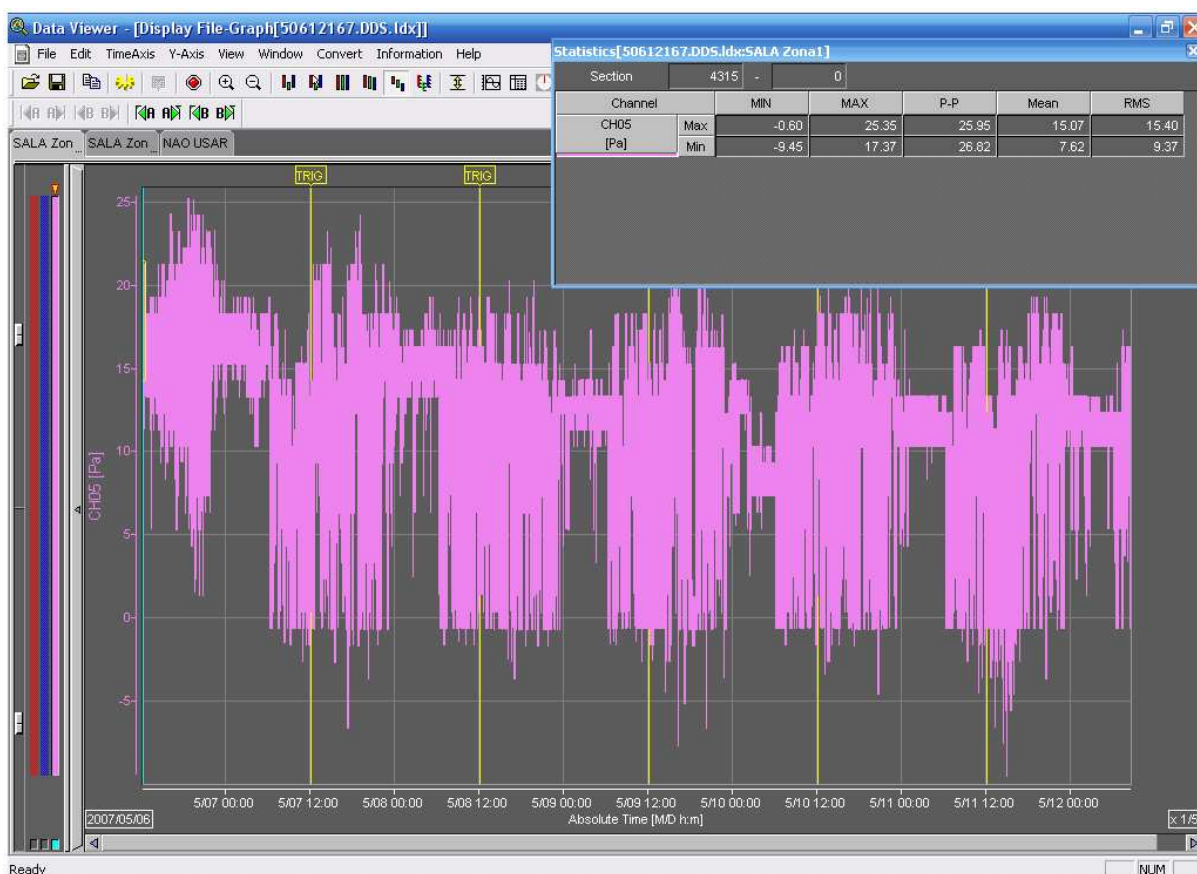 Data Viewer - [Display File-Graph[50612167.DDS.ldx]]
File Edit TimeAxis Y-Axis View Window Convert Information Help
Statistics[50612167.DDS.ldx:SALA Zona1]
Section 4315 - 0
Channel MIN MAX P-P Mean RMS
CH05 Max -0.60 25.35 25.95 15.07 15.40
[Pa] Min -9.45 17.37 26.82 7.62 9.37
A A B B A A B B
SALA Zon SALA Zon NAO USAR
TRIG TRIG
25
20
15
10
5
0
-5
CH05 [Pa]
5/07 00:00 5/07 12:00 5/08 00:00 5/08 12:00 5/09 00:00 5/09 12:00 5/10 00:00 5/10 12:00 5/11 00:00 5/11 12:00 5/12 00:00
2007/05/06 Absolute Time [M/D h:m] x 1/5
Ready NUM